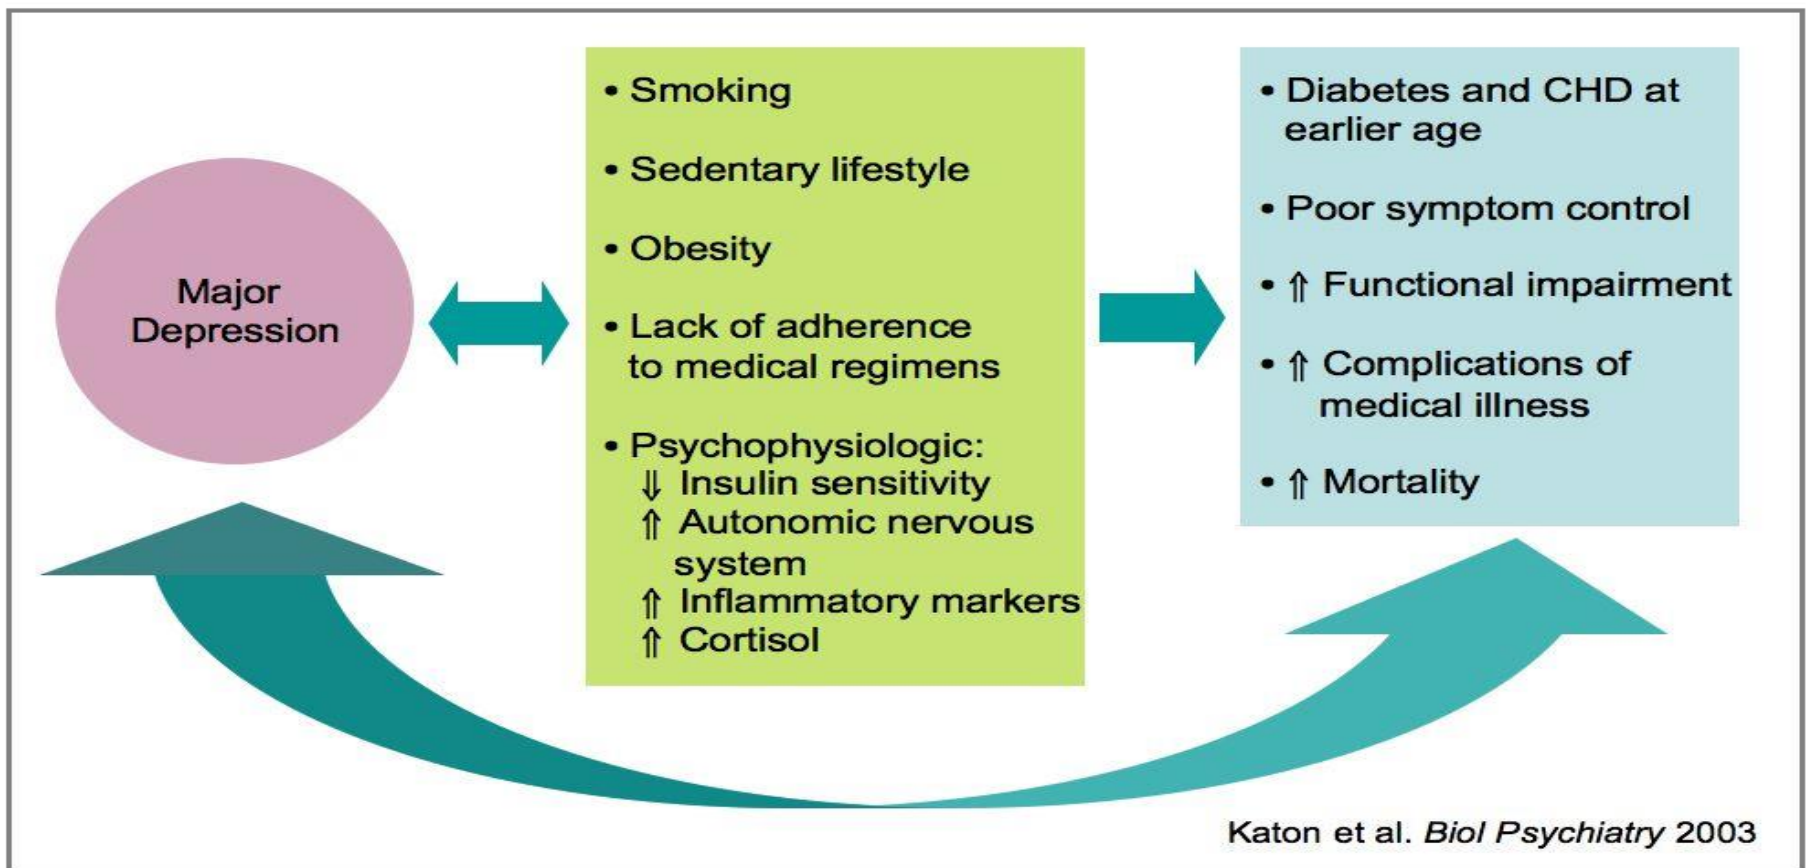 Major
Depression
• Smoking
• Sedentary lifestyle
• Obesity
• Lack of adherence
to medical regimens
• Psychophysiologic:
⇓ Insulin sensitivity
⇑ Autonomic nervous
system
⇑ Inflammatory markers
⇑ Cortisol
• Diabetes and CHD at
earlier age
• Poor symptom control
• ⇑ Functional impairment
• ⇑ Complications of
medical illness
• ⇑ Mortality
Katon et al. Biol Psychiatry 2003